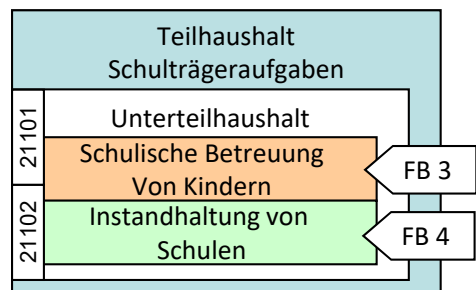 Teilhaushalt
Schulträgeraufgaben
21101
Unterteilhaushalt
Schulische Betreuung
Von Kindern
FB 3
21102
Instandhaltung von
Schulen
FB 4